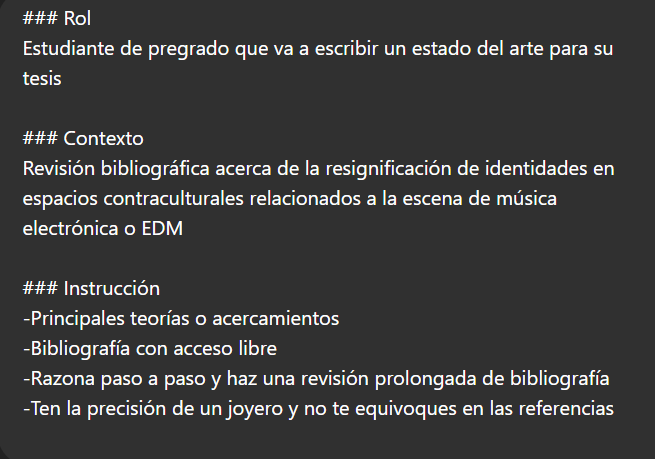 ### Rol
Estudiante de pregrado que va a escribir un estado del arte para su
tesis
### Contexto
Revisión bibliográfica acerca de la resignificación de identidades en
espacios contraculturales relacionados a la escena de música
electrónica o EDM
### Instrucción
-Principales teorías o acercamientos
-Bibliografía con acceso libre
-Razona paso a paso y haz una revisión prolongada de bibliografía
-Ten la precisión de un joyero y no te equivoques en las referencias